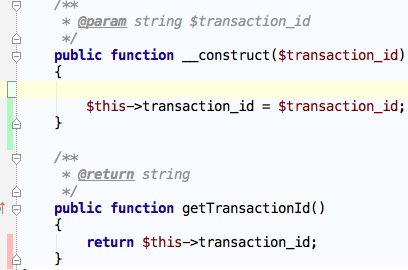 /**
 * @param string $transaction_id
 */
public function __construct($transaction_id)
{
    $this->transaction_id = $transaction_id;
}
/**
 * @return string
 */
public function getTransactionId()
{
    return $this->transaction_id;
}